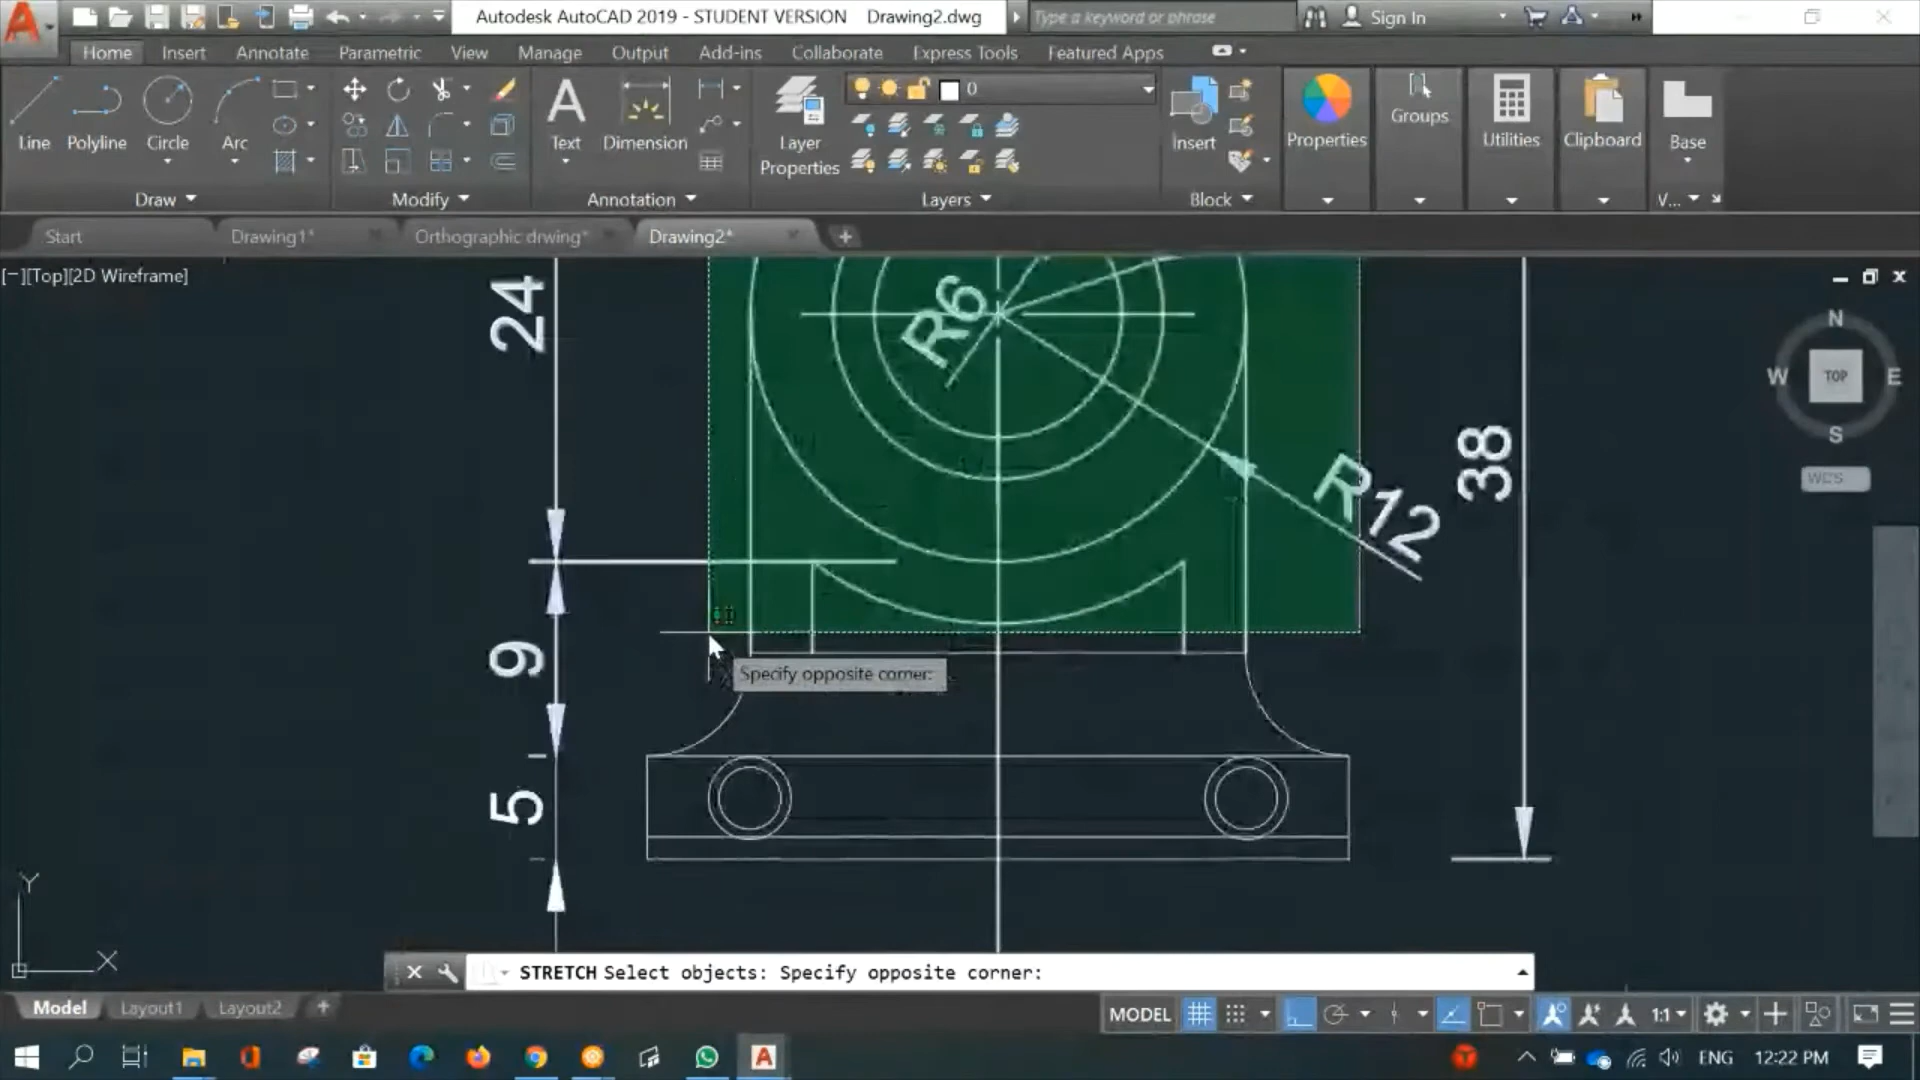 Autodesk AutoCAD 2019 - STUDENT VERSION Drawing2.dwg
Type a keyword or phrase
Sign In
Home Insert Annotate Parametric View Manage Output Add-ins Collaborate Express Tools Featured Apps
0
Line Polyline Circle Arc
Text Dimension
Layer Properties
Insert
Properties
Groups
Utilities
Clipboard
Base
Draw Modify Annotation Layers Block V...
Start Drawing1* Orthographic drwing* Drawing2*
[−][Top][2D Wireframe]
N
W TOP E
S
WCS
24
R6
38
R12
9
Specify opposite corner:
5
Y
X
STRETCH Select objects: Specify opposite corner:
Model Layout1 Layout2 +
MODEL 1:1
ENG 12:22 PM